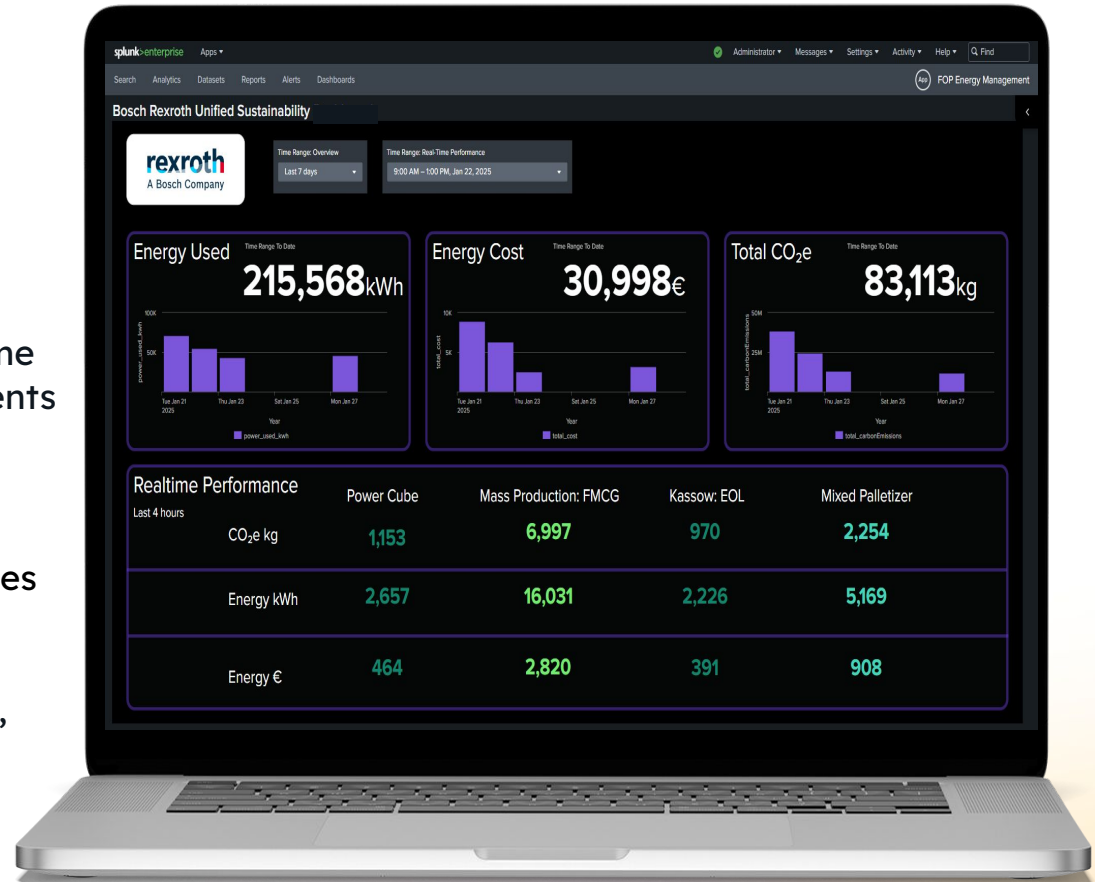 splunk>enterprise Apps Administrator Messages Settings Activity Help Find
Search Analytics Datasets Reports Alerts Dashboards App FOP Energy Management
Bosch Rexroth Unified Sustainability
rexroth
A Bosch Company
Time Range: Overview
Last 7 days
Time Range: Real-Time Performance
9:00 AM – 1:00 PM, Jan 22, 2025
Energy Used
Time Range To Date
215,568kWh
100K
50K
power_used_kwh
Tue Jan 21 Thu Jan 23 Sat Jan 25 Mon Jan 27
2025
Year
power_used_kwh
Energy Cost
Time Range To Date
30,998€
10K
5K
total_cost
Tue Jan 21 Thu Jan 23 Sat Jan 25 Mon Jan 27
2025
Year
total_cost
Total CO₂e
Time Range To Date
83,113kg
50M
25M
total_carbonEmissions
Tue Jan 21 Thu Jan 23 Sat Jan 25 Mon Jan 27
2025
Year
total_carbonEmissions
Realtime Performance
Last 4 hours
Power Cube Mass Production: FMCG Kassow: EOL Mixed Palletizer
CO₂e kg 1,153 6,997 970 2,254
Energy kWh 2,657 16,031 2,226 5,169
Energy € 464 2,820 391 908